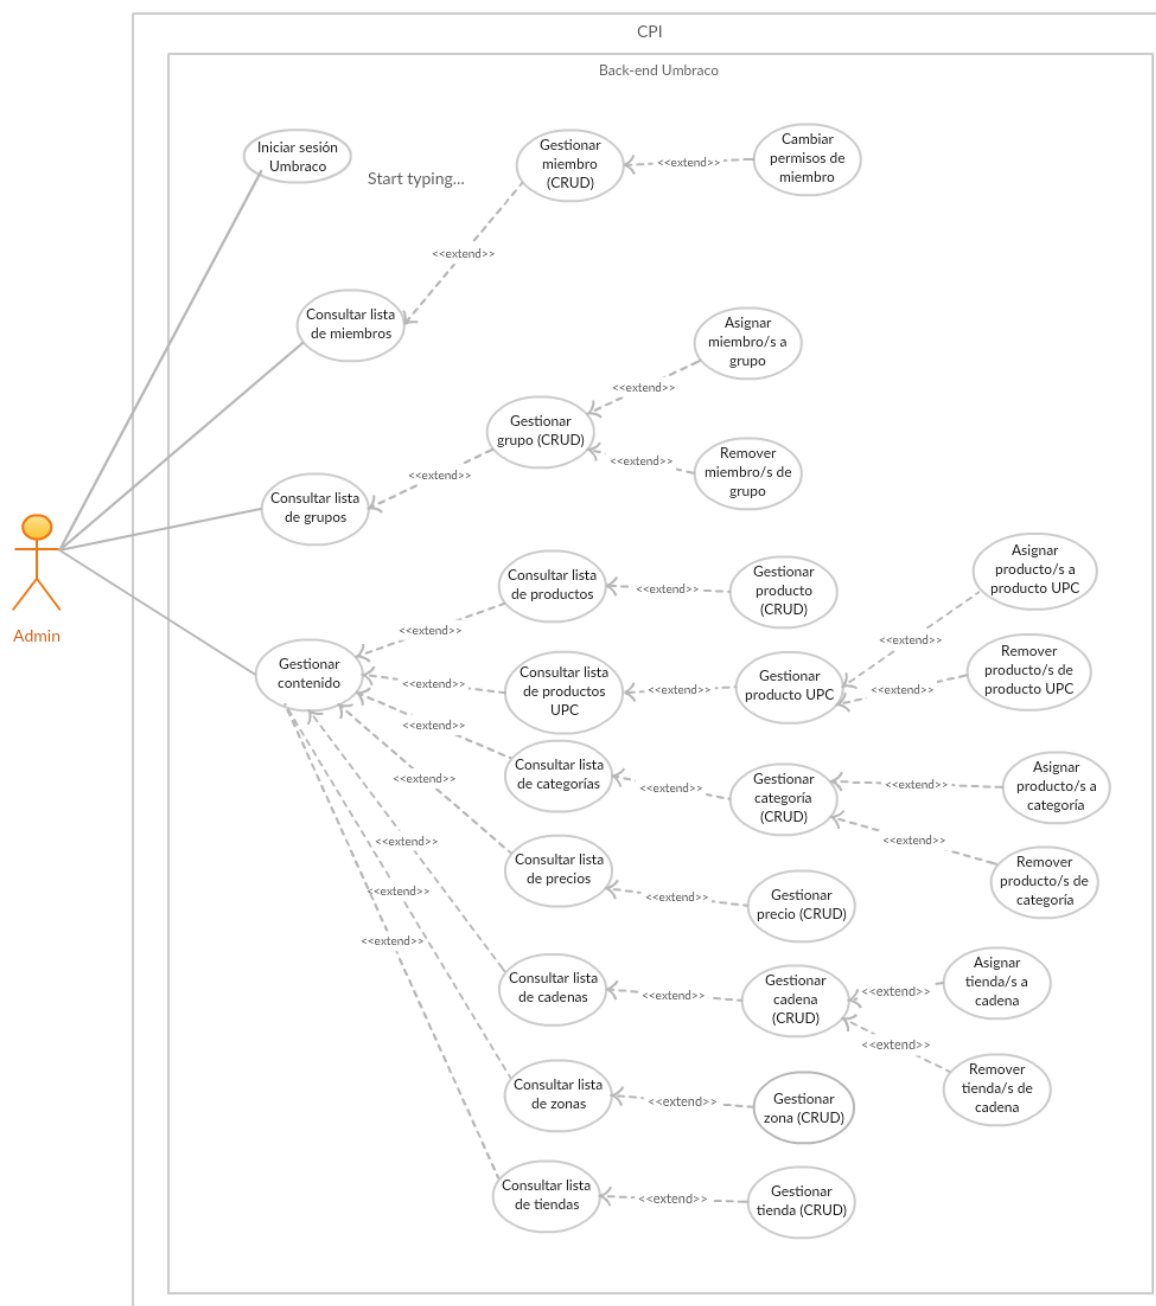 CPI
Back-end Umbraco
Iniciar sesión
Umbraco
Start typing...
Gestionar
miembro
(CRUD)
<<extend>>
Cambiar
permisos de
miembro
<<extend>>
Consultar lista
de miembros
Asignar
miembro/s a
grupo
<<extend>>
Gestionar
grupo (CRUD)
<<extend>>
Remover
miembro/s de
grupo
<<extend>>
Consultar lista
de grupos
Admin
Consultar lista
de productos
<<extend>>
Gestionar
producto
(CRUD)
Asignar
producto/s a
producto UPC
<<extend>>
<<extend>>
Gestionar
contenido
<<extend>>
Consultar lista
de productos
UPC
<<extend>>
Gestionar
producto UPC
<<extend>>
Remover
producto/s de
producto UPC
<<extend>>
Consultar lista
de categorías
<<extend>>
Gestionar
categoría
(CRUD)
<<extend>>
Asignar
producto/s a
categoría
<<extend>>
<<extend>>
Remover
producto/s de
categoría
<<extend>>
Consultar lista
de precios
<<extend>>
Gestionar
precio (CRUD)
<<extend>>
<<extend>>
Consultar lista
de cadenas
<<extend>>
Gestionar
cadena
(CRUD)
<<extend>>
Asignar
tienda/s a
cadena
<<extend>>
Remover
tienda/s de
cadena
Consultar lista
de zonas
<<extend>>
Gestionar
zona (CRUD)
Consultar lista
de tiendas
<<extend>>
Gestionar
tienda (CRUD)